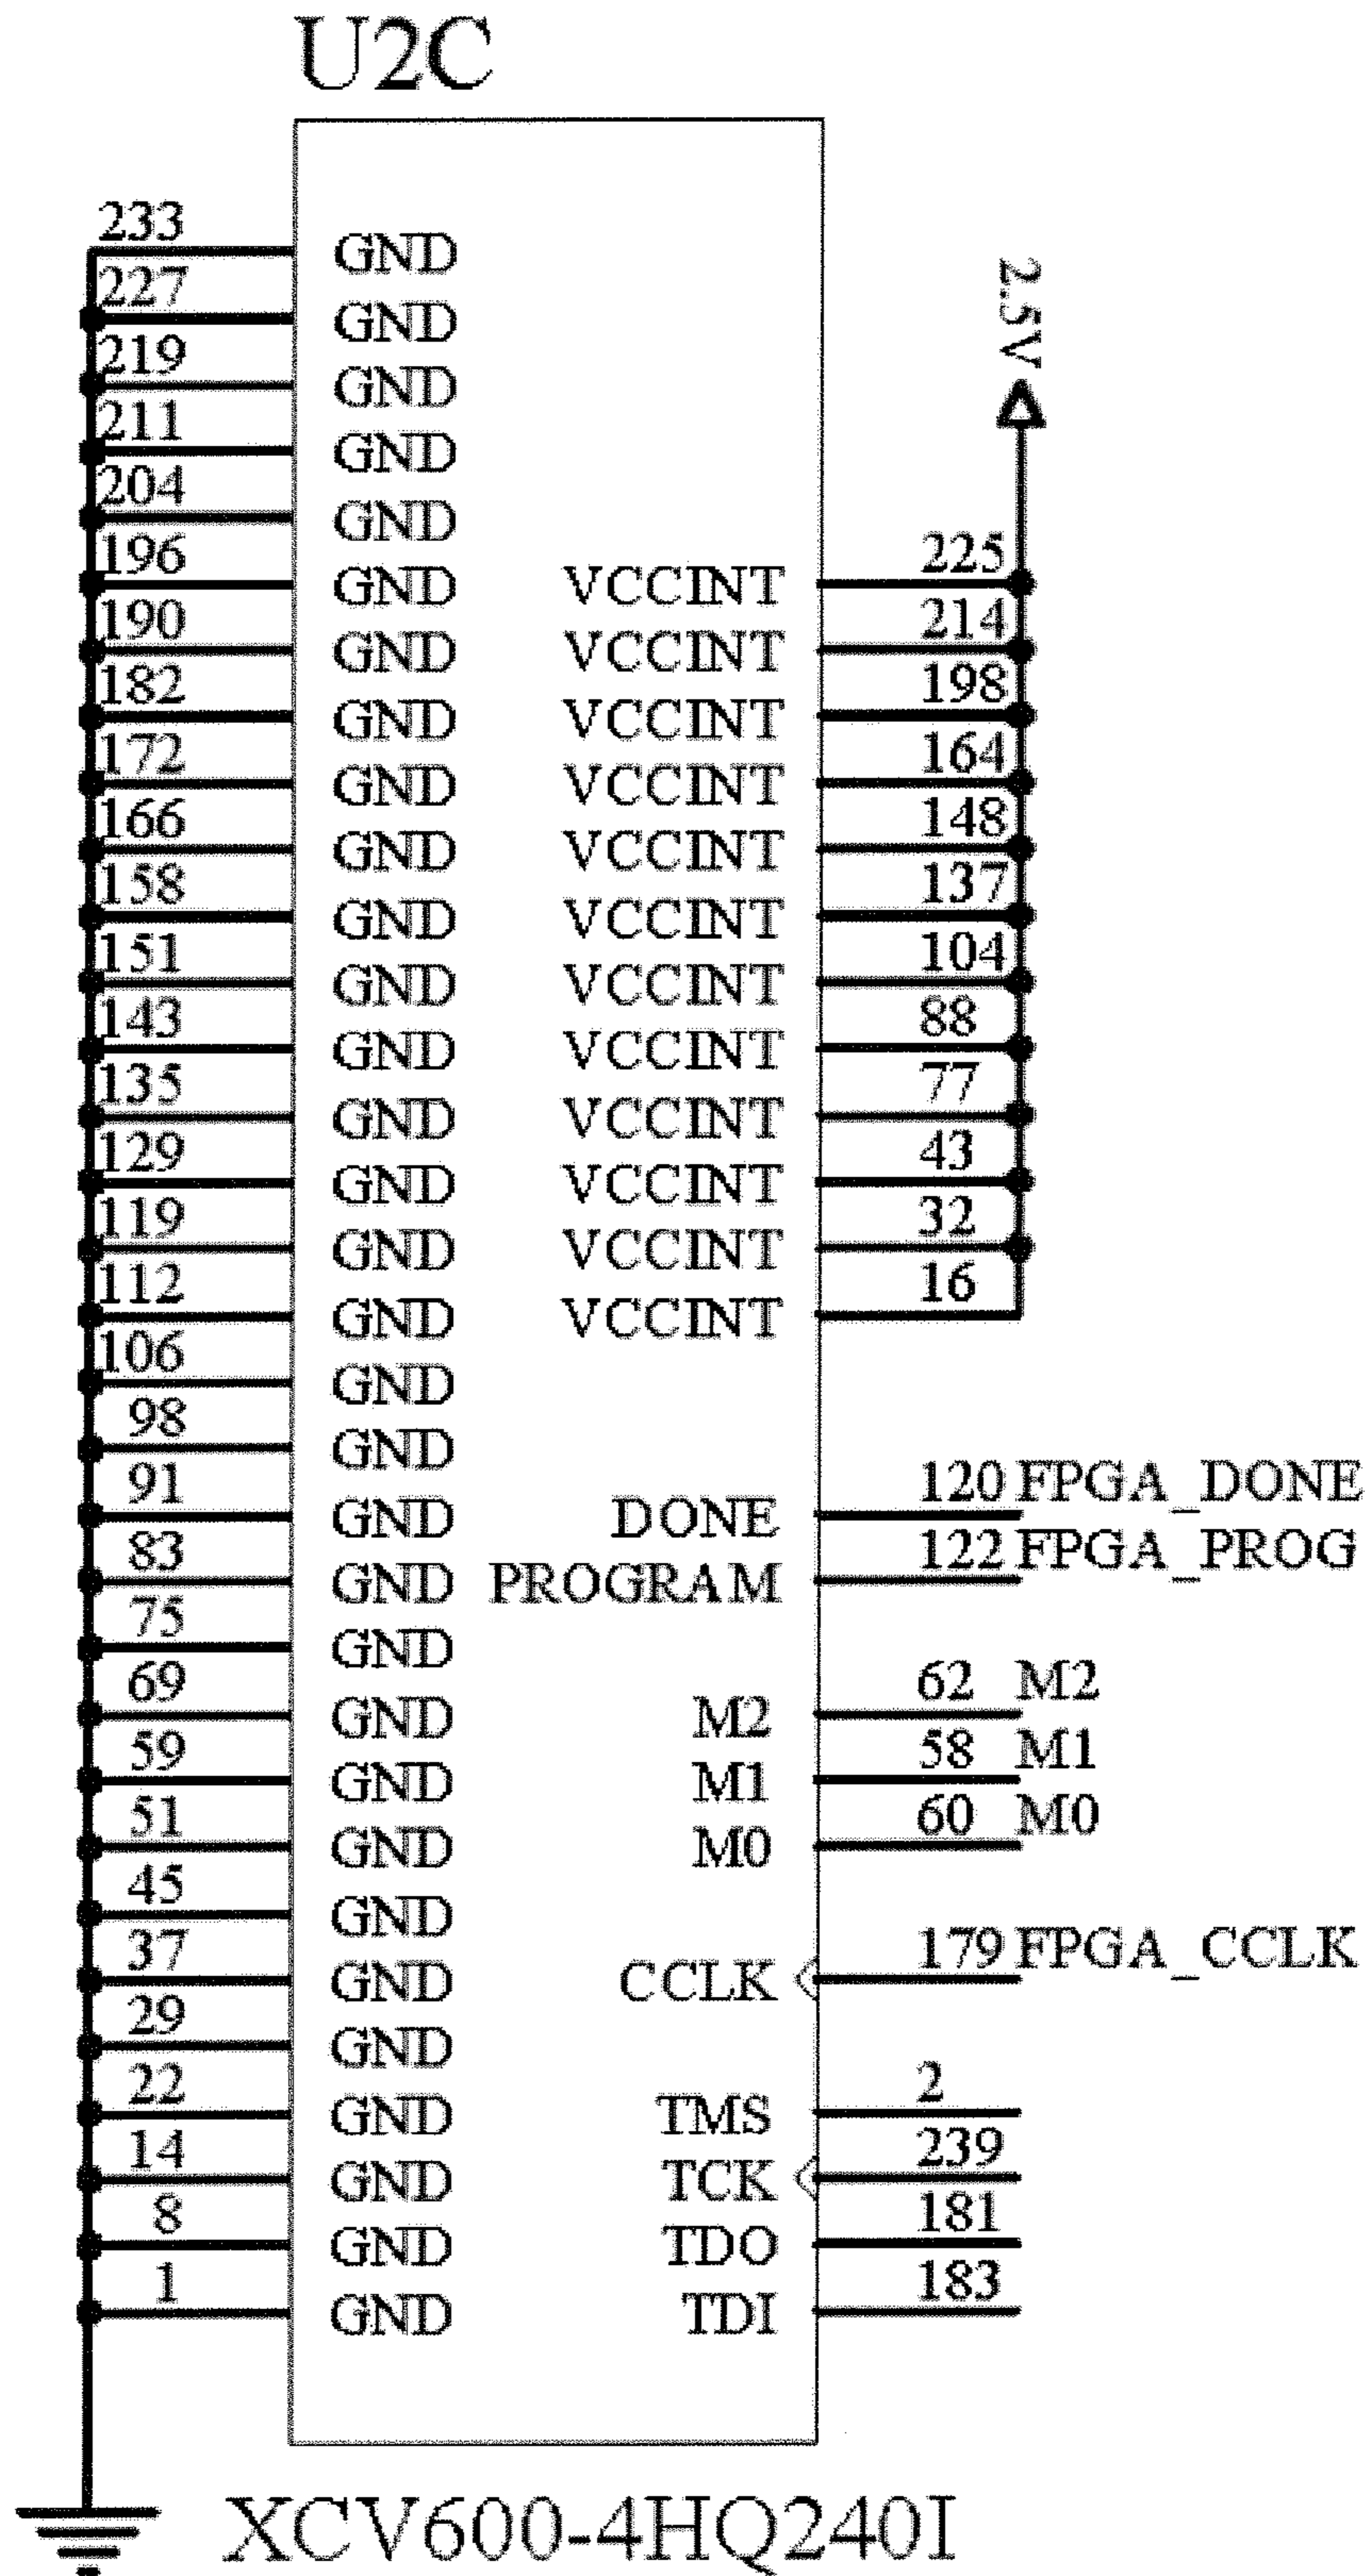 U2C
233 GND
227 GND
219 GND
2.5V
211 GND
204 GND
196 GND VCCINT 225
190 GND VCCINT 214
182 GND VCCINT 198
172 GND VCCINT 164
166 GND VCCINT 148
158 GND VCCINT 137
151 GND VCCINT 104
143 GND VCCINT 88
135 GND VCCINT 77
129 GND VCCINT 43
119 GND VCCINT 32
112 GND VCCINT 16
106 GND
98 GND
91 GND DONE 120 FPGA_DONE
83 GND PROGRAM 122 FPGA_PROG
75 GND
69 GND M2 62 M2
59 GND M1 58 M1
51 GND M0 60 M0
45 GND
37 GND CCLK 179 FPGA_CCLK
29 GND
22 GND TMS 2
14 GND TCK 239
8 GND TDO 181
1 GND TDI 183
XCV600-4HQ240I